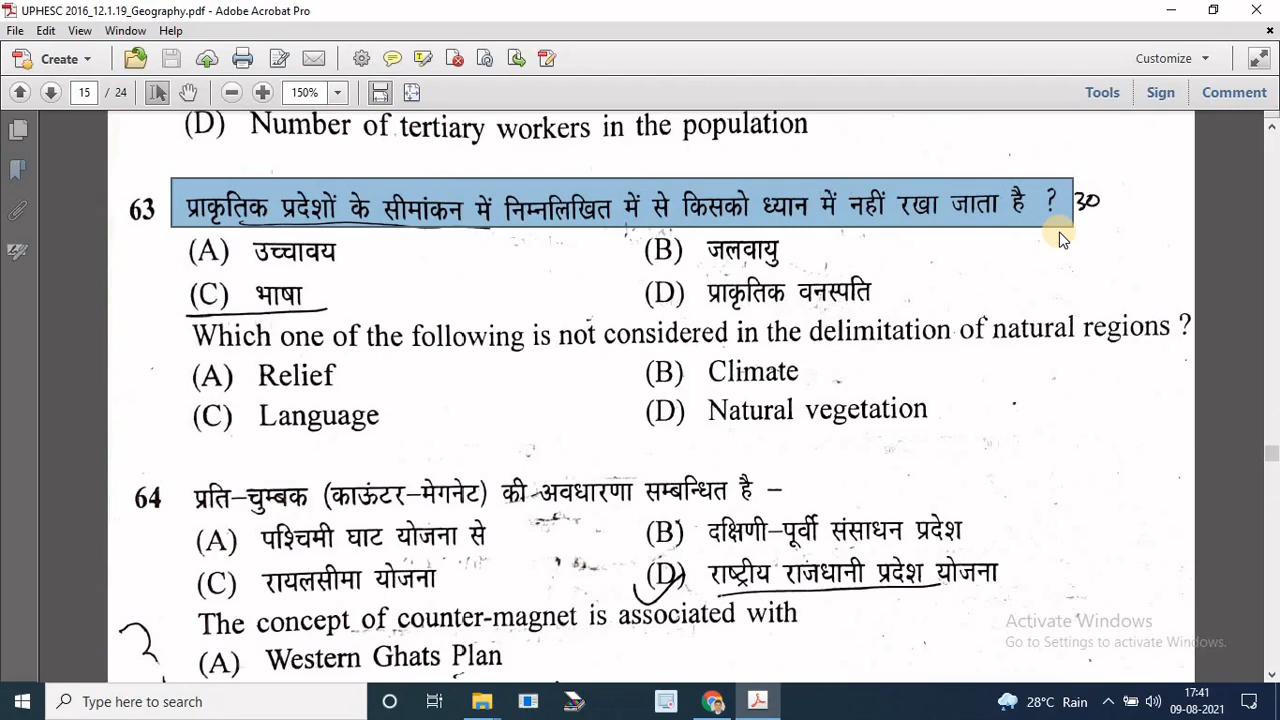 UPHESC 2016_12.1.19_Geography.pdf - Adobe Acrobat Pro
File Edit View Window Help
Create Customize
15 / 24 150% Tools Sign Comment
(D) Number of tertiary workers in the population
63 प्राकृतिक प्रदेशों के सीमांकन में निम्नलिखित में से किसको ध्यान में नहीं रखा जाता है ? 30
(A) उच्चावय (B) जलवायु
(C) भाषा (D) प्राकृतिक वनस्पति
Which one of the following is not considered in the delimitation of natural regions ?
(A) Relief (B) Climate
(C) Language (D) Natural vegetation
64 प्रति–चुम्बक (काऊंटर–मेगनेट) की अवधारणा सम्बन्धित है –
(A) पश्चिमी घाट योजना से (B) दक्षिणी–पूर्वी संसाधन प्रदेश
(C) रायलसीमा योजना (D) राष्ट्रीय राजधानी प्रदेश योजना
The concept of counter-magnet is associated with
(A) Western Ghats Plan
Activate Windows
Go to Settings to activate Windows.
Type here to search 28°C Rain 17:41
09-08-2021